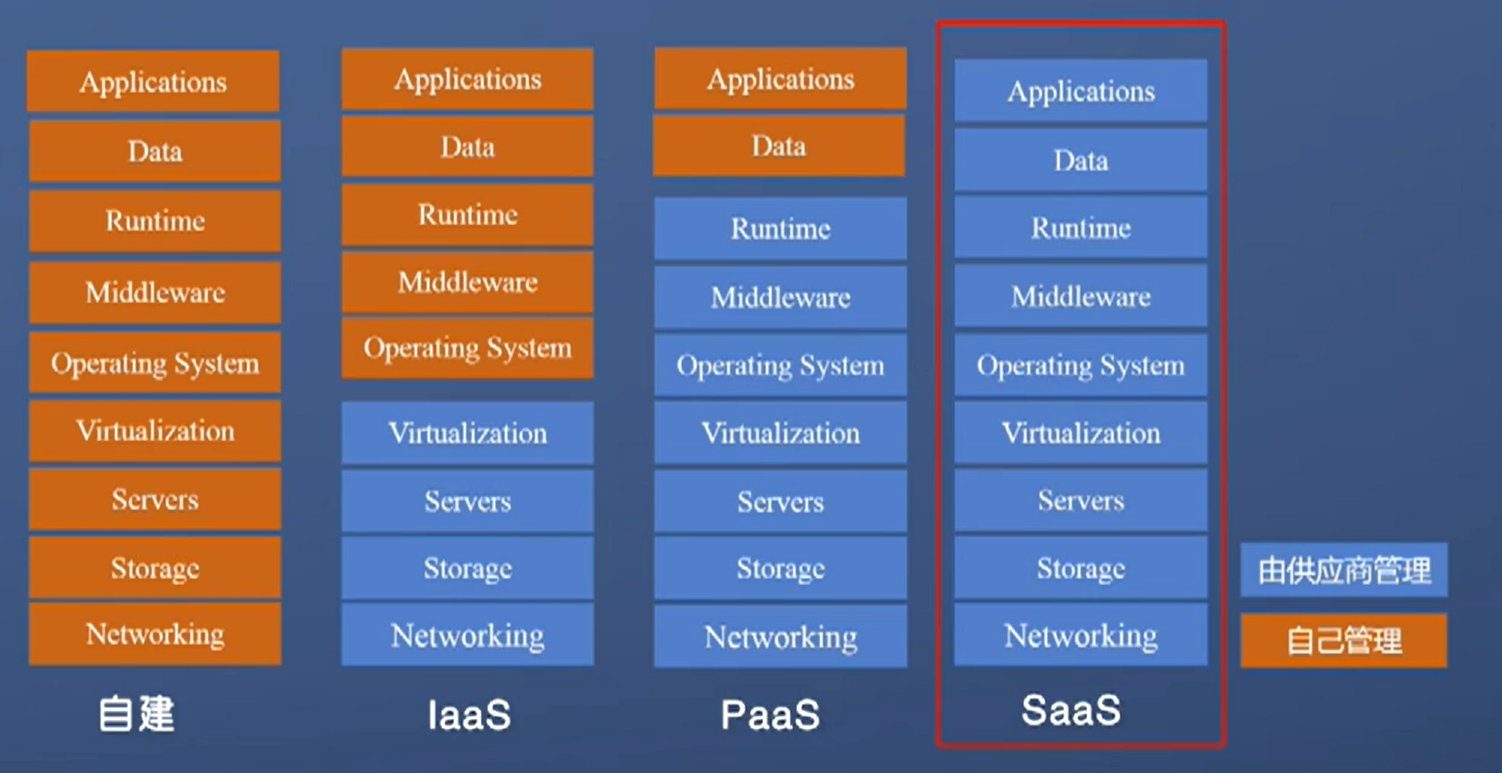 Applications
Data
Runtime
Middleware
Operating System
Virtualization
Servers
Storage
Networking
自建
Applications
Data
Runtime
Middleware
Operating System
Virtualization
Servers
Storage
Networking
IaaS
Applications
Data
Runtime
Middleware
Operating System
Virtualization
Servers
Storage
Networking
PaaS
Applications
Data
Runtime
Middleware
Operating System
Virtualization
Servers
Storage
Networking
SaaS
由供应商管理
自己管理